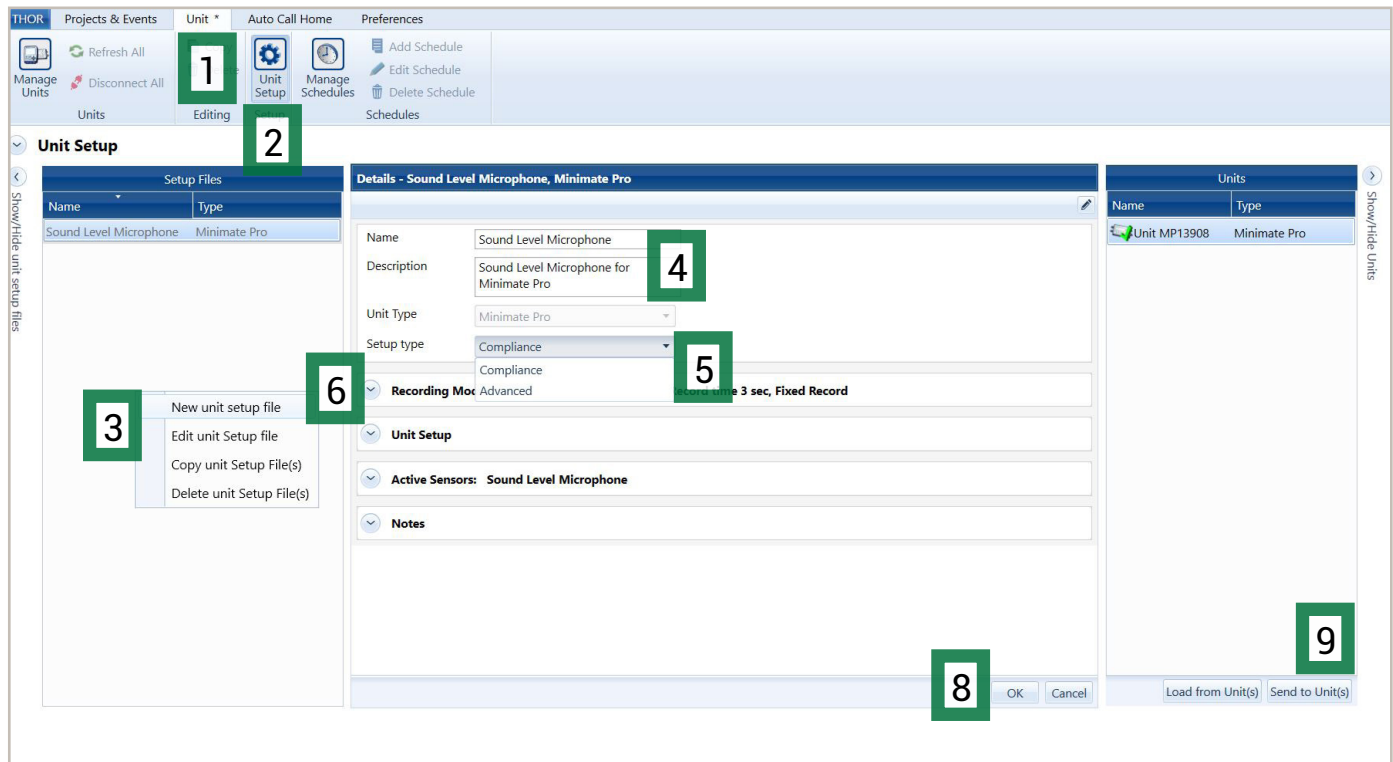 THOR Projects & Events Unit * Auto Call Home Preferences
Refresh All
Disconnect All
Manage Units
Units
1
Editing
Unit Setup
Setup
Manage Schedules
Add Schedule
Edit Schedule
Delete Schedule
Schedules
2
Unit Setup
Show/Hide unit setup files
Setup Files
Name Type
Sound Level Microphone Minimate Pro
3
New unit setup file
Edit unit Setup file
Copy unit Setup File(s)
Delete unit Setup File(s)
Details - Sound Level Microphone, Minimate Pro
Name Sound Level Microphone
Description Sound Level Microphone for
Minimate Pro
4
Unit Type Minimate Pro
Setup type Compliance
Compliance
Advanced
5
6
Recording Record time 3 sec, Fixed Record
Unit Setup
Active Sensors: Sound Level Microphone
Notes
8
OK Cancel
Units
Name Type
Unit MP13908 Minimate Pro
Show/Hide Units
9
Load from Unit(s) Send to Unit(s)